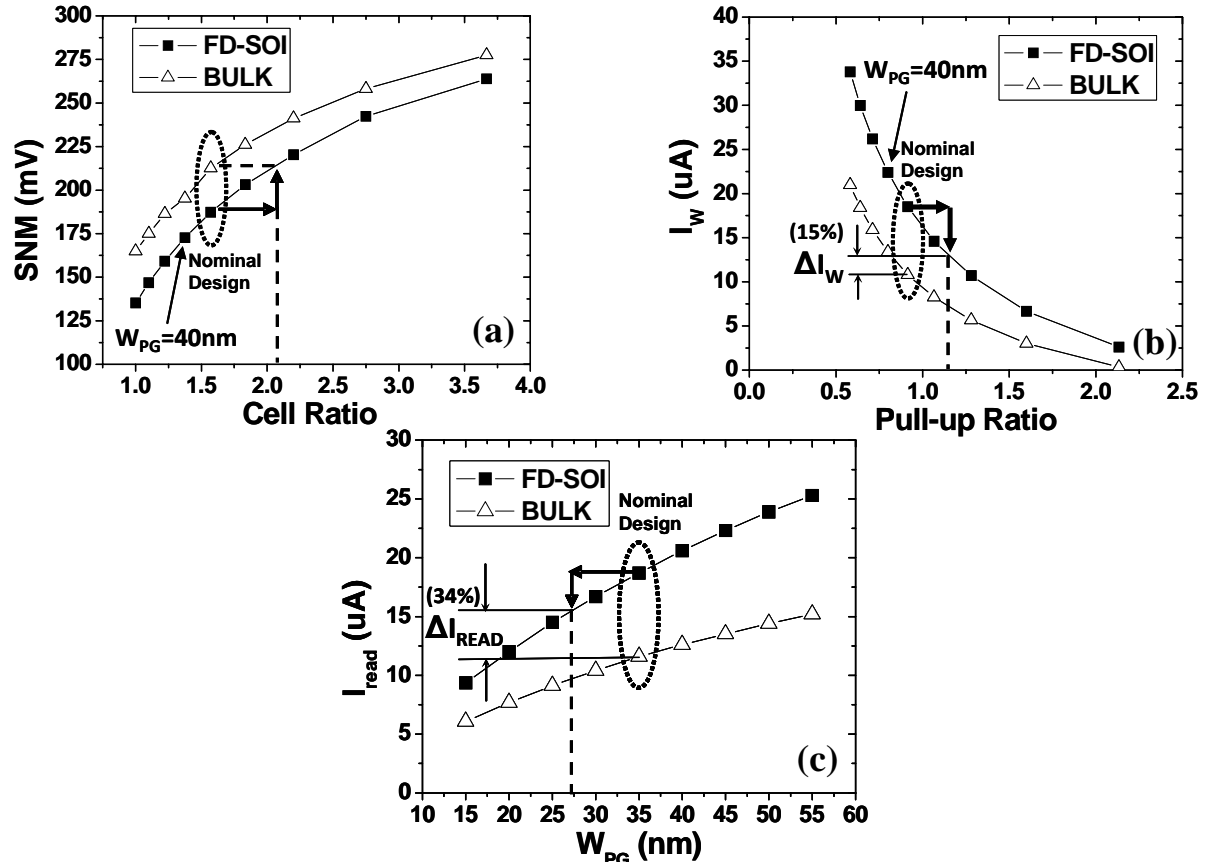 FD-SOI
BULK
SNM (mV)
300
275
250
225
200
175
150
125
100
1.0 1.5 2.0 2.5 3.0 3.5 4.0
Cell Ratio
Nominal
Design
W_PG=40nm
(a)
FD-SOI
BULK
I_W (uA)
40
35
30
25
20
15
10
5
0
0.0 0.5 1.0 1.5 2.0 2.5
Pull-up Ratio
W_PG=40nm
Nominal
Design
(15%)
ΔI_W
(b)
FD-SOI
BULK
I_read (uA)
30
25
20
15
10
5
0
10 15 20 25 30 35 40 45 50 55 60
W_PG (nm)
Nominal
Design
(34%)
ΔI_READ
(c)